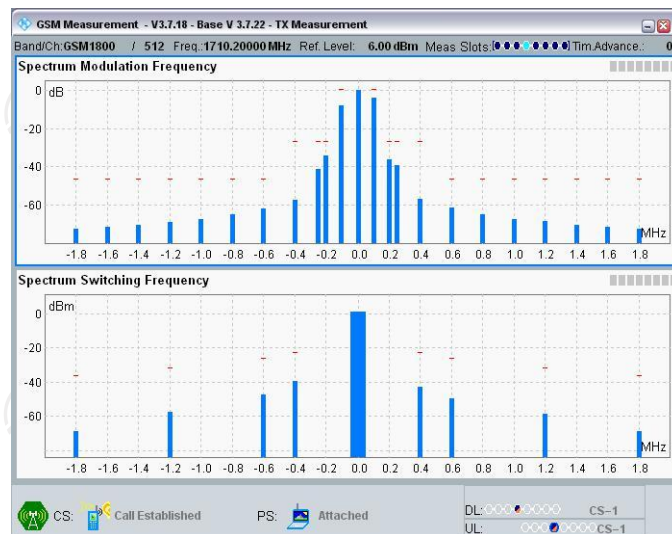 GSM Measurement - V3.7.18 - Base V 3.7.22 - TX Measurement
Band/Ch:GSM1800 / 512 Freq.:1710.20000 MHz Ref. Level: 6.00 dBm Meas Slots: Tim.Advance.: 0
Spectrum Modulation Frequency
dB
0
-20
-40
-60
MHz
-1.8 -1.6 -1.4 -1.2 -1.0 -0.8 -0.6 -0.4 -0.2 0.0 0.2 0.4 0.6 0.8 1.0 1.2 1.4 1.6 1.8
Spectrum Switching Frequency
dBm
0
-20
-40
-60
MHz
-1.8 -1.6 -1.4 -1.2 -1.0 -0.8 -0.6 -0.4 -0.2 0.0 0.2 0.4 0.6 0.8 1.0 1.2 1.4 1.6 1.8
CS: Call Established PS: Attached
DL: CS-1
UL: CS-1